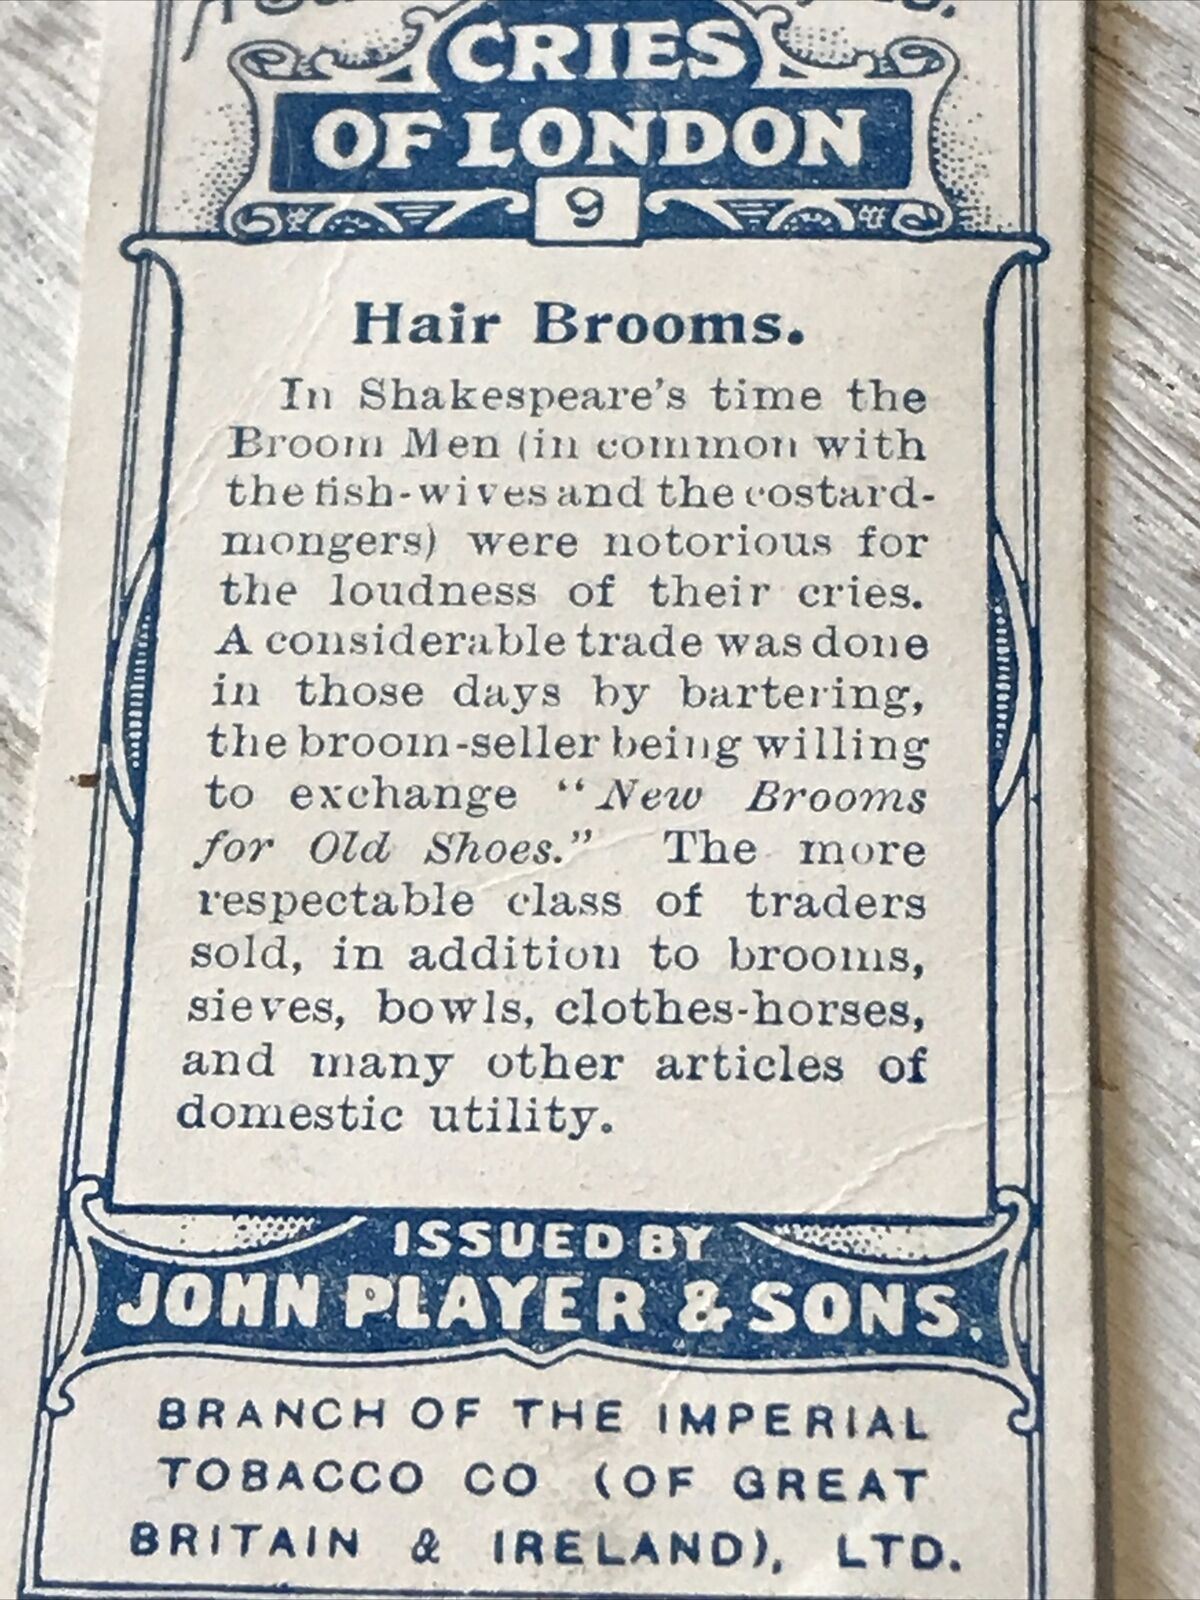 CRIES
OF LONDON
9
Hair Brooms.
In Shakespeare's time the
Broom Men (in common with
the fish-wives and the costard-
mongers) were notorious for
the loudness of their cries.
A considerable trade was done
in those days by bartering,
the broom-seller being willing
to exchange "New Brooms
for Old Shoes." The more
respectable class of traders
sold, in addition to brooms,
sieves, bowls, clothes-horses,
and many other articles of
domestic utility.
ISSUED BY
JOHN PLAYER & SONS.
BRANCH OF THE IMPERIAL
TOBACCO CO (OF GREAT
BRITAIN & IRELAND), LTD.